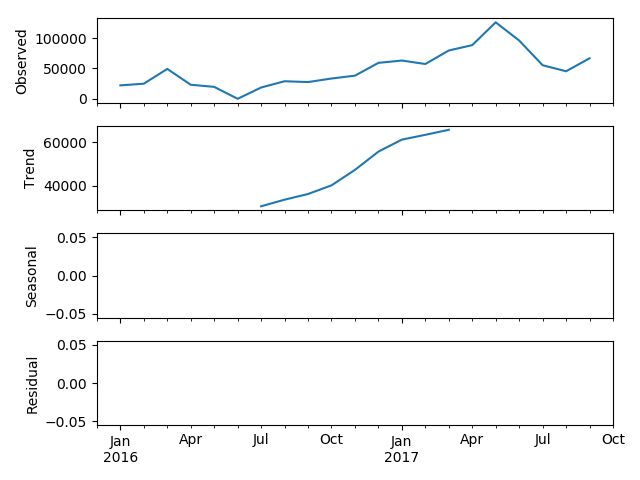 100000
50000
0
Observed
60000
40000
Trend
0.05
0.00
−0.05
Seasonal
0.05
0.00
−0.05
Residual
Jan Apr Jul Oct Jan Apr Jul Oct
2016 2017